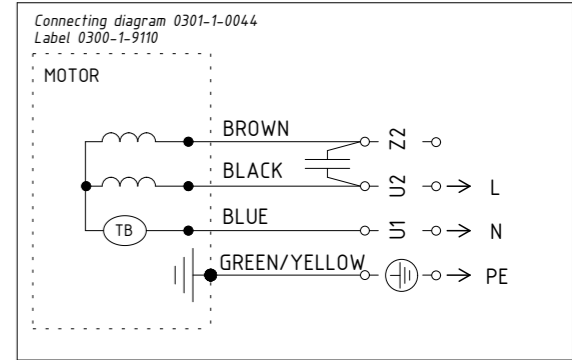 Connecting diagram 0301-1-0044
Label 0300-1-9110
MOTOR
BROWN Z2
BLACK U2 L
TB BLUE U1 N
GREEN/YELLOW PE